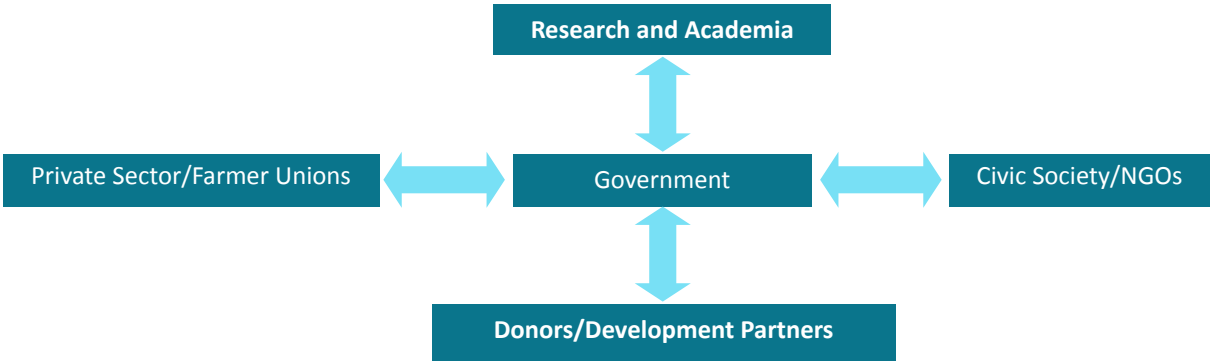 Research and Academia
Private Sector/Farmer Unions
Government
Civic Society/NGOs
Donors/Development Partners